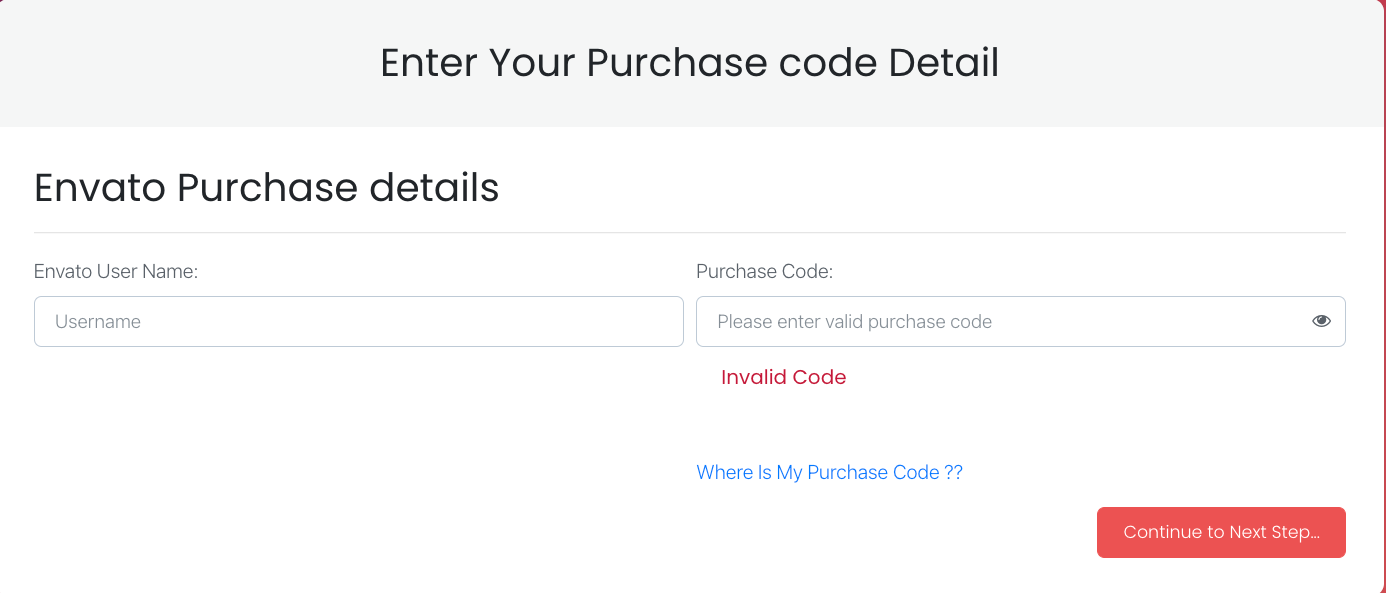 Enter Your Purchase code Detail
Envato Purchase details
Envato User Name:
Purchase Code:
Username
Please enter valid purchase code
Invalid Code
Where Is My Purchase Code ??
Continue to Next Step...